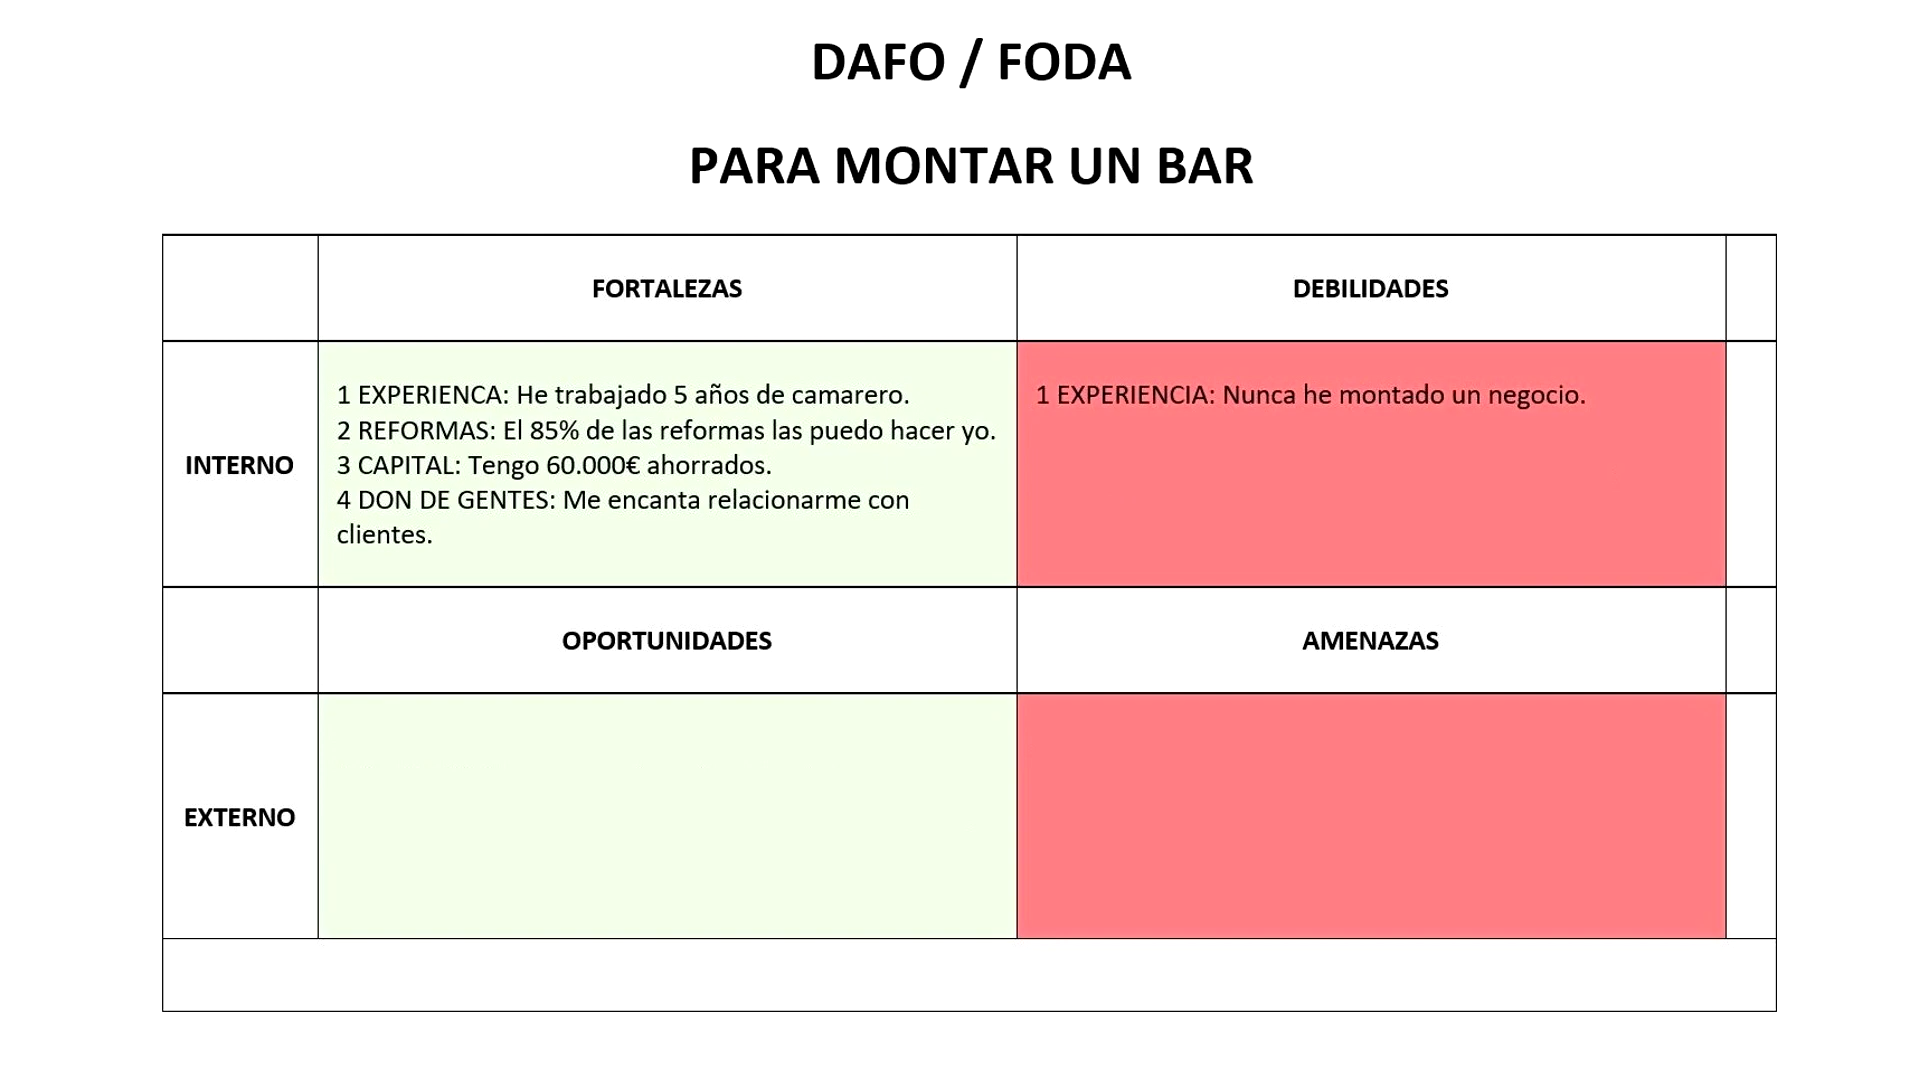 DAFO / FODA
PARA MONTAR UN BAR
FORTALEZAS
DEBILIDADES
INTERNO
1 EXPERIENCA: He trabajado 5 años de camarero.
2 REFORMAS: El 85% de las reformas las puedo hacer yo.
3 CAPITAL: Tengo 60.000€ ahorrados.
4 DON DE GENTES: Me encanta relacionarme con
clientes.
1 EXPERIENCIA: Nunca he montado un negocio.
OPORTUNIDADES
AMENAZAS
EXTERNO